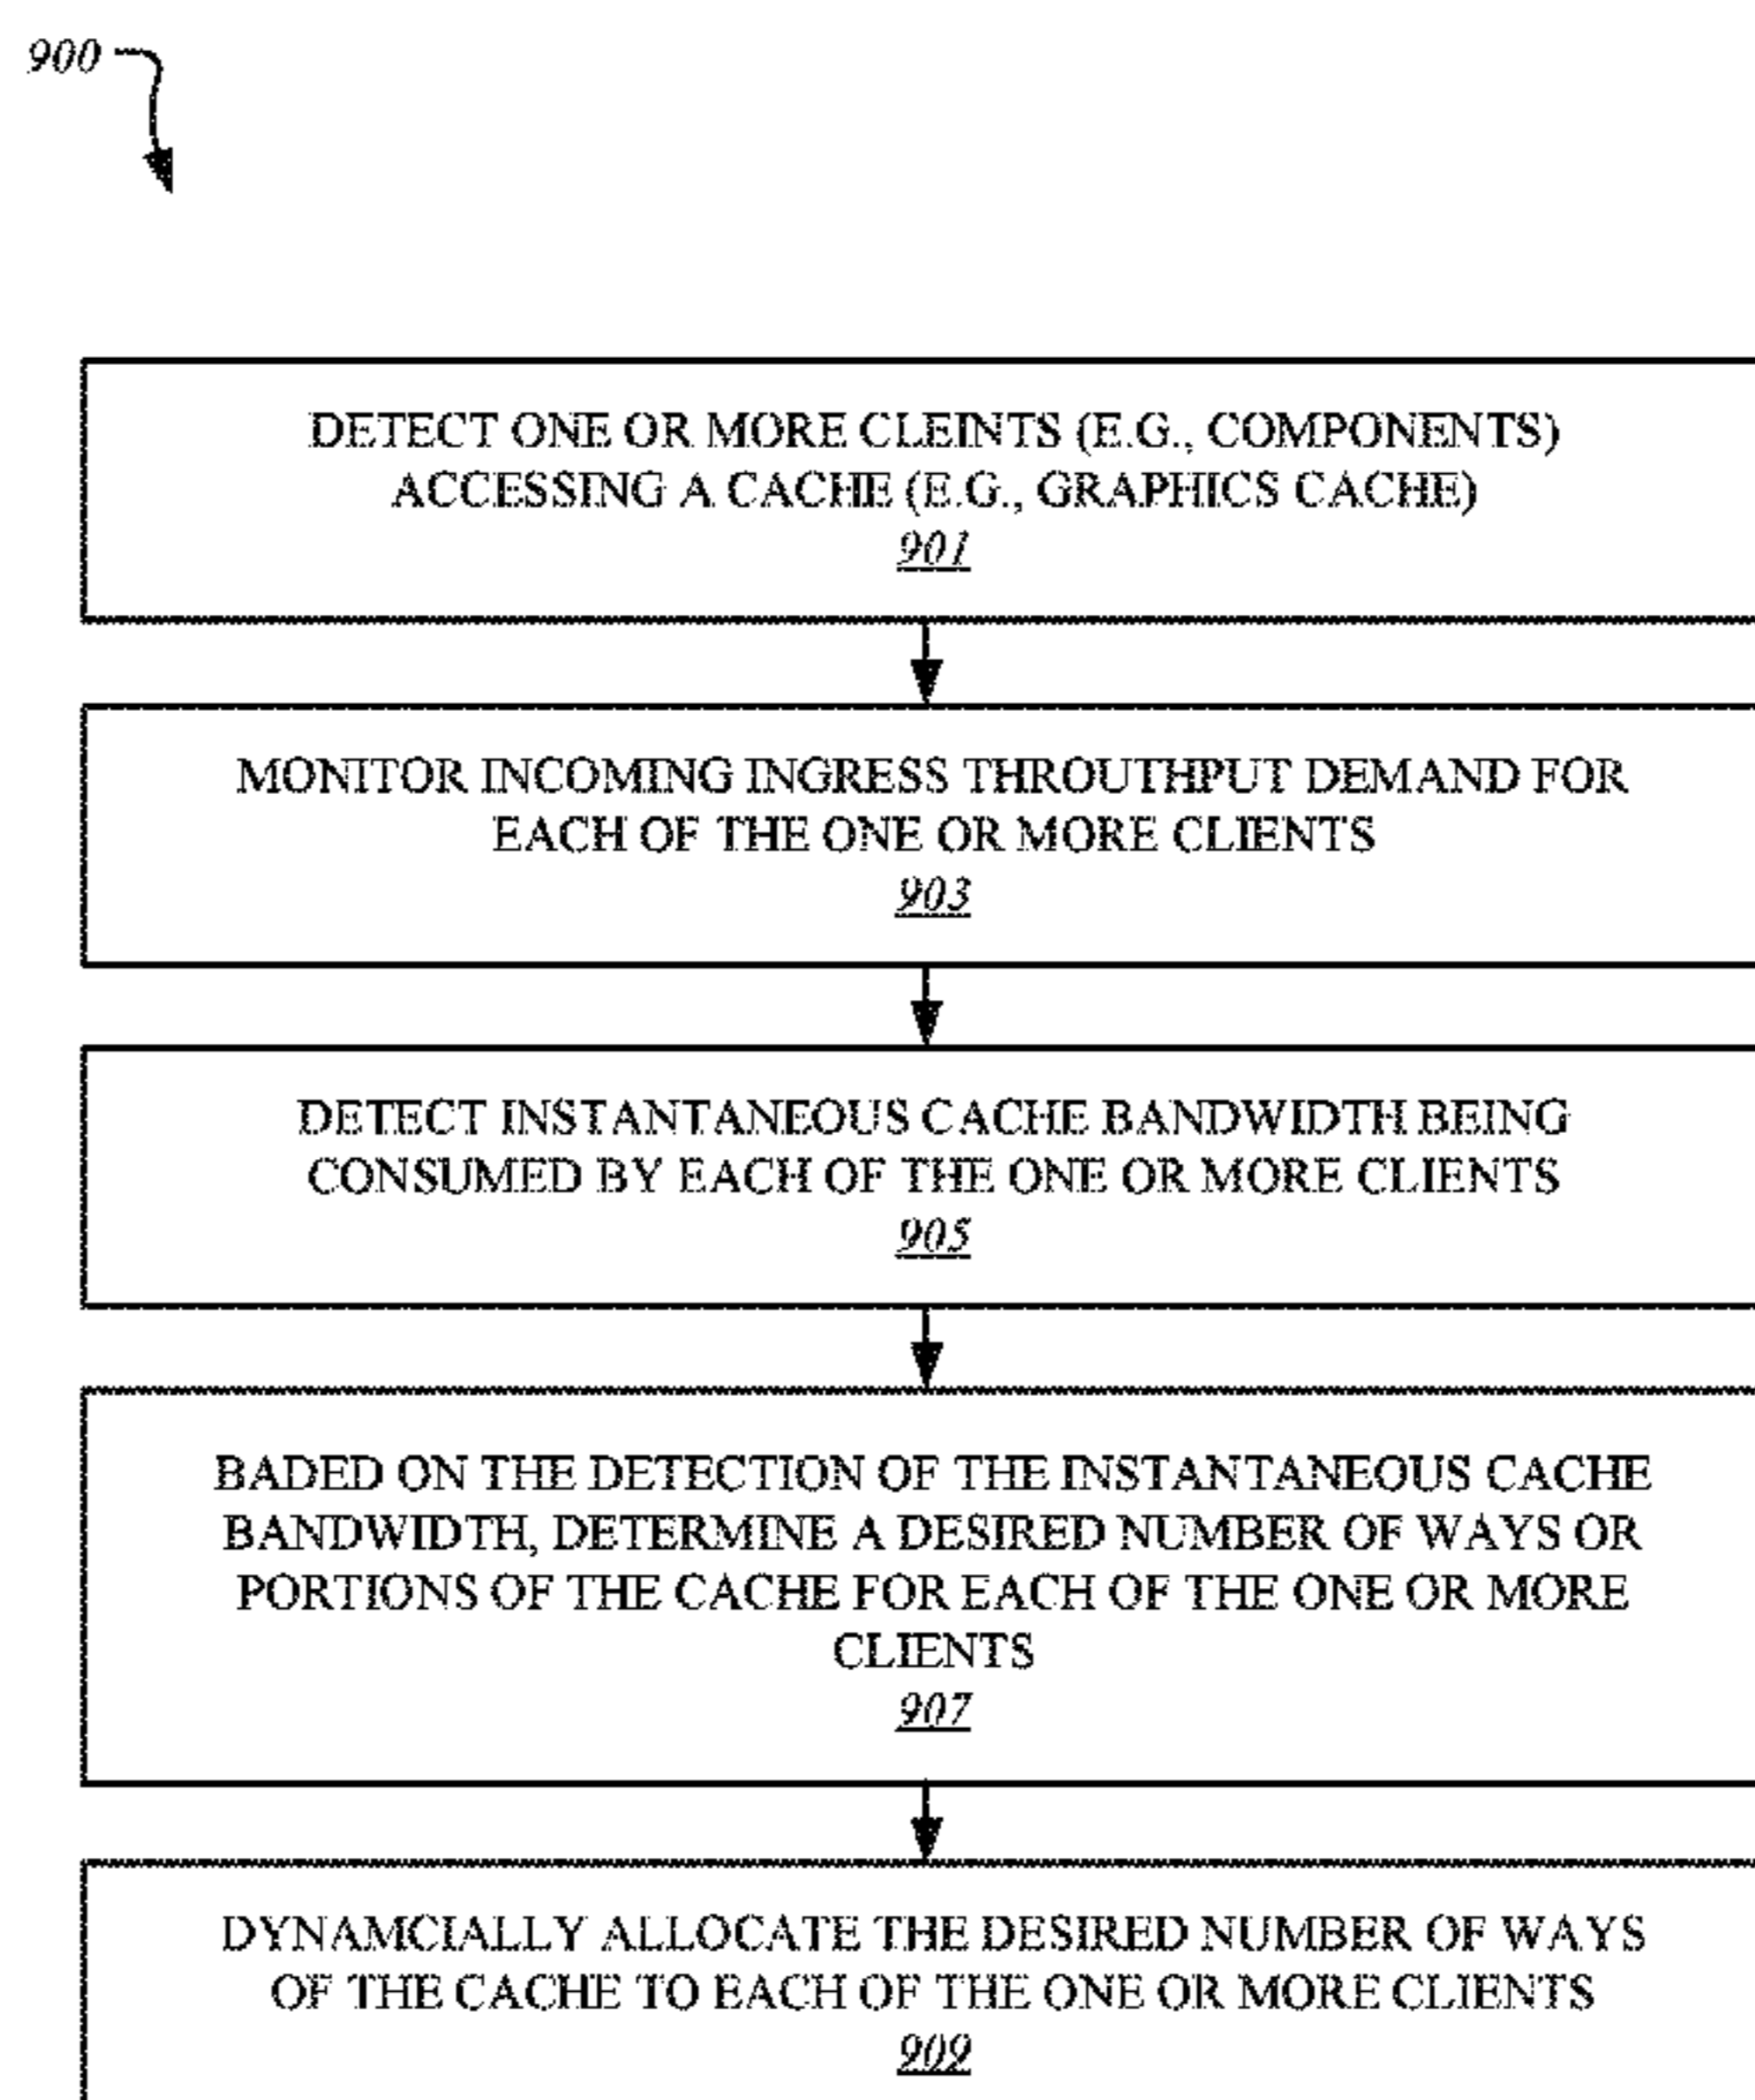 900
DETECT ONE OR MORE CLEINTS (E.G., COMPONENTS)
ACCESSING A CACHE (E.G., GRAPHICS CACHE)
901
MONITOR INCOMING INGRESS THROUTHPUT DEMAND FOR
EACH OF THE ONE OR MORE CLIENTS
903
DETECT INSTANTANEOUS CACHE BANDWIDTH BEING
CONSUMED BY EACH OF THE ONE OR MORE CLIENTS
905
BADED ON THE DETECTION OF THE INSTANTANEOUS CACHE
BANDWIDTH, DETERMINE A DESIRED NUMBER OF WAYS OR
PORTIONS OF THE CACHE FOR EACH OF THE ONE OR MORE
CLIENTS
907
DYNAMCIALLY ALLOCATE THE DESIRED NUMBER OF WAYS
OF THE CACHE TO EACH OF THE ONE OR MORE CLIENTS
909